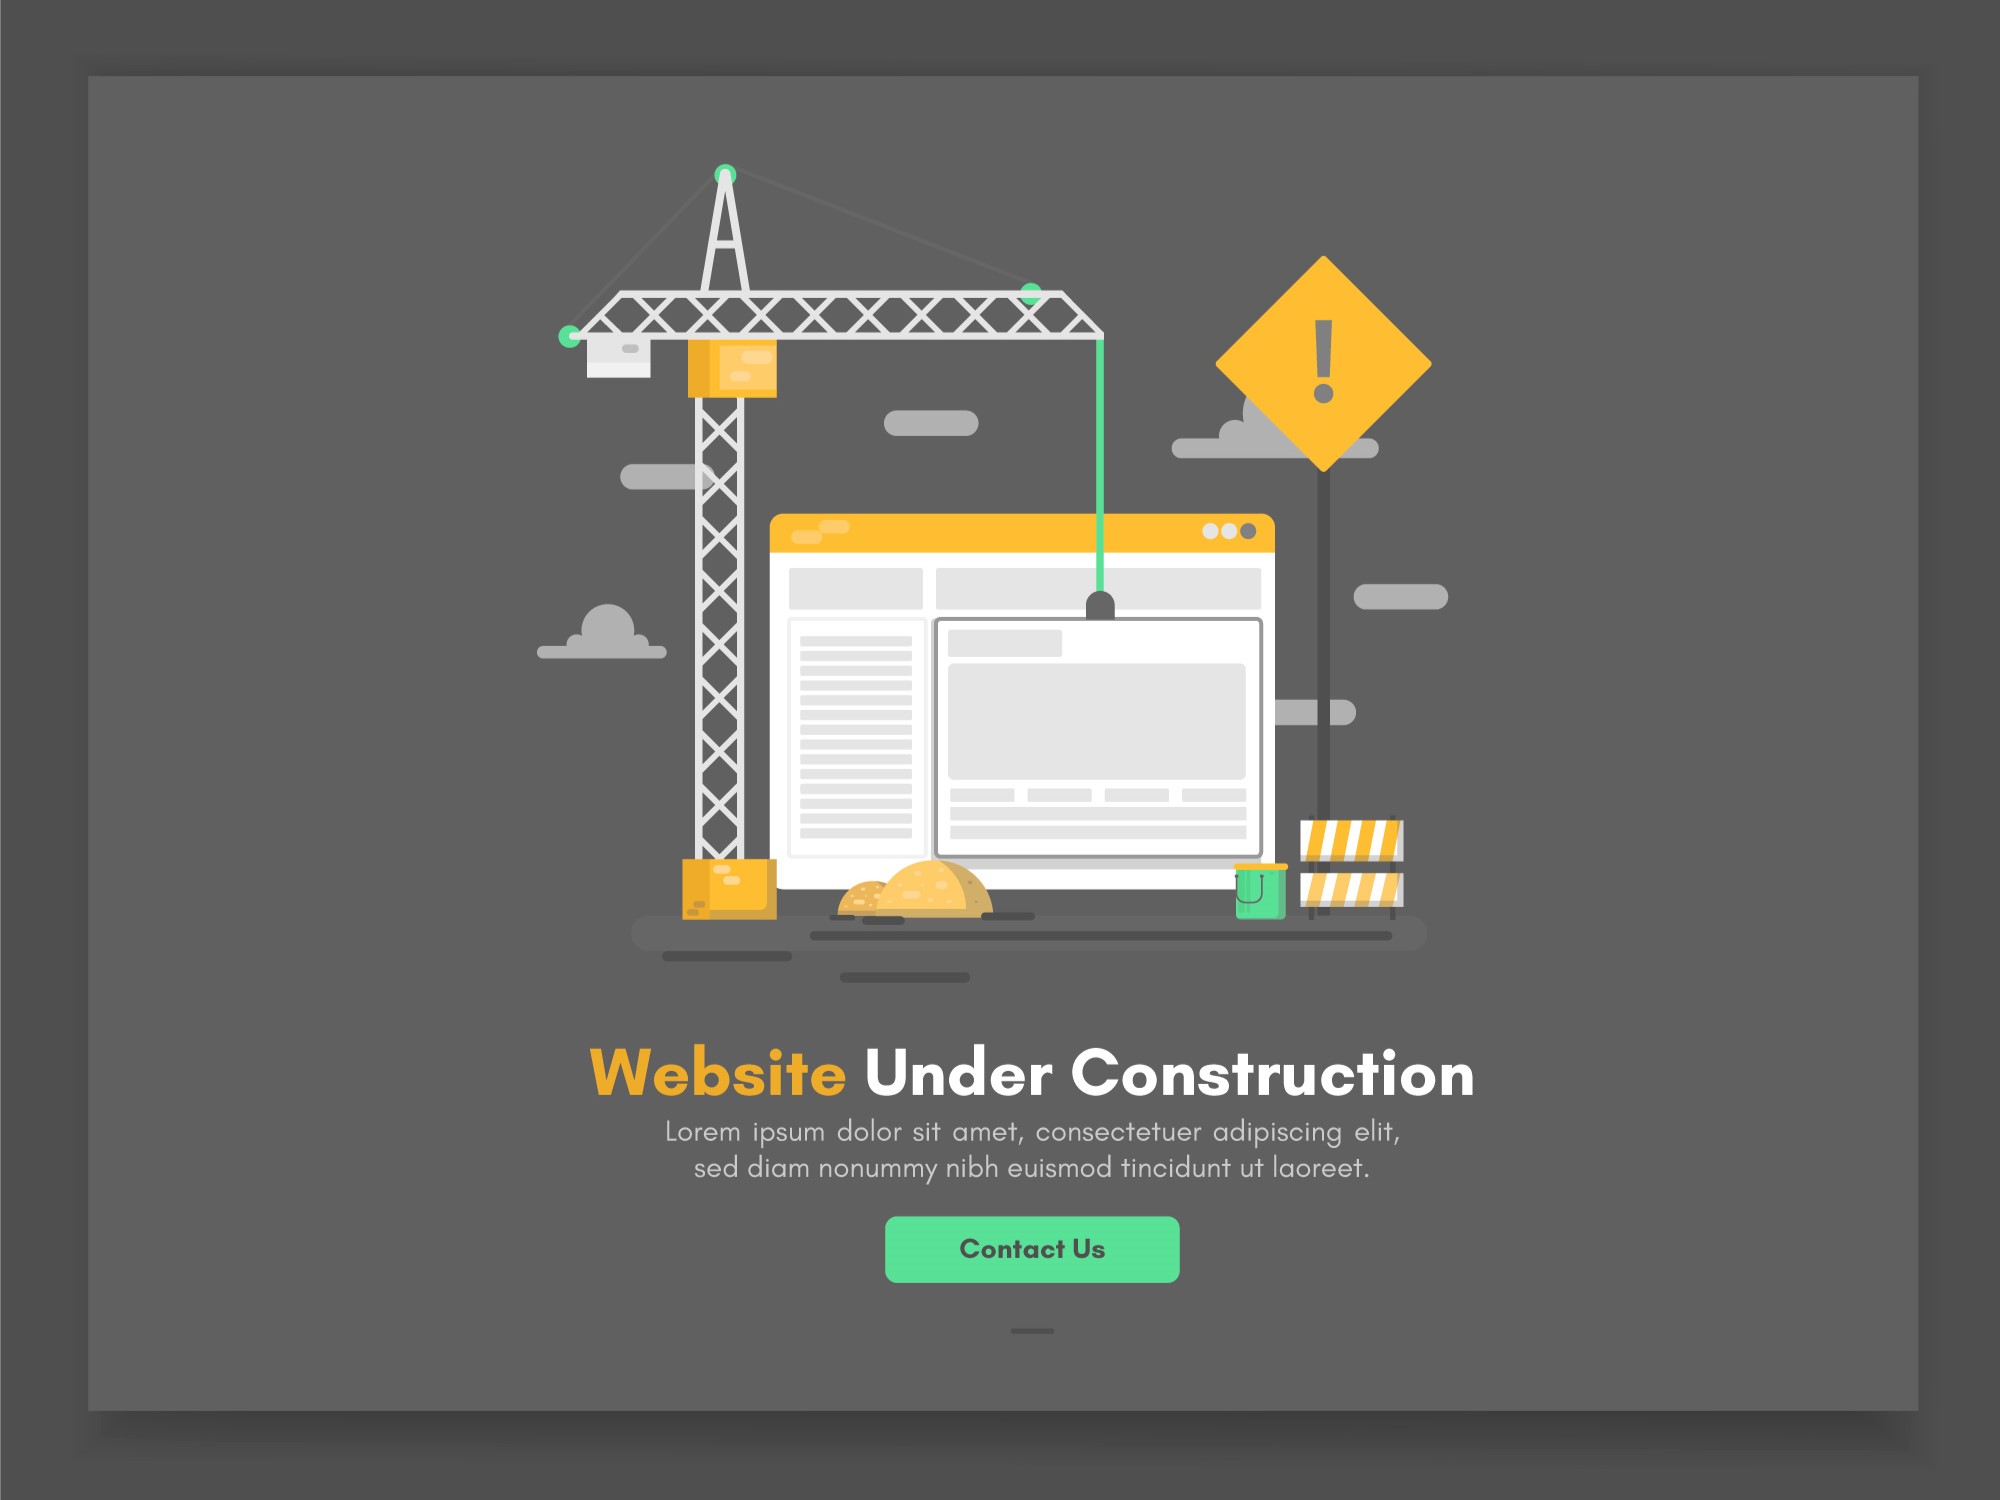 !
Website Under Construction
Lorem ipsum dolor sit amet, consectetuer adipiscing elit,
sed diam nonummy nibh euismod tincidunt ut laoreet.
Contact Us